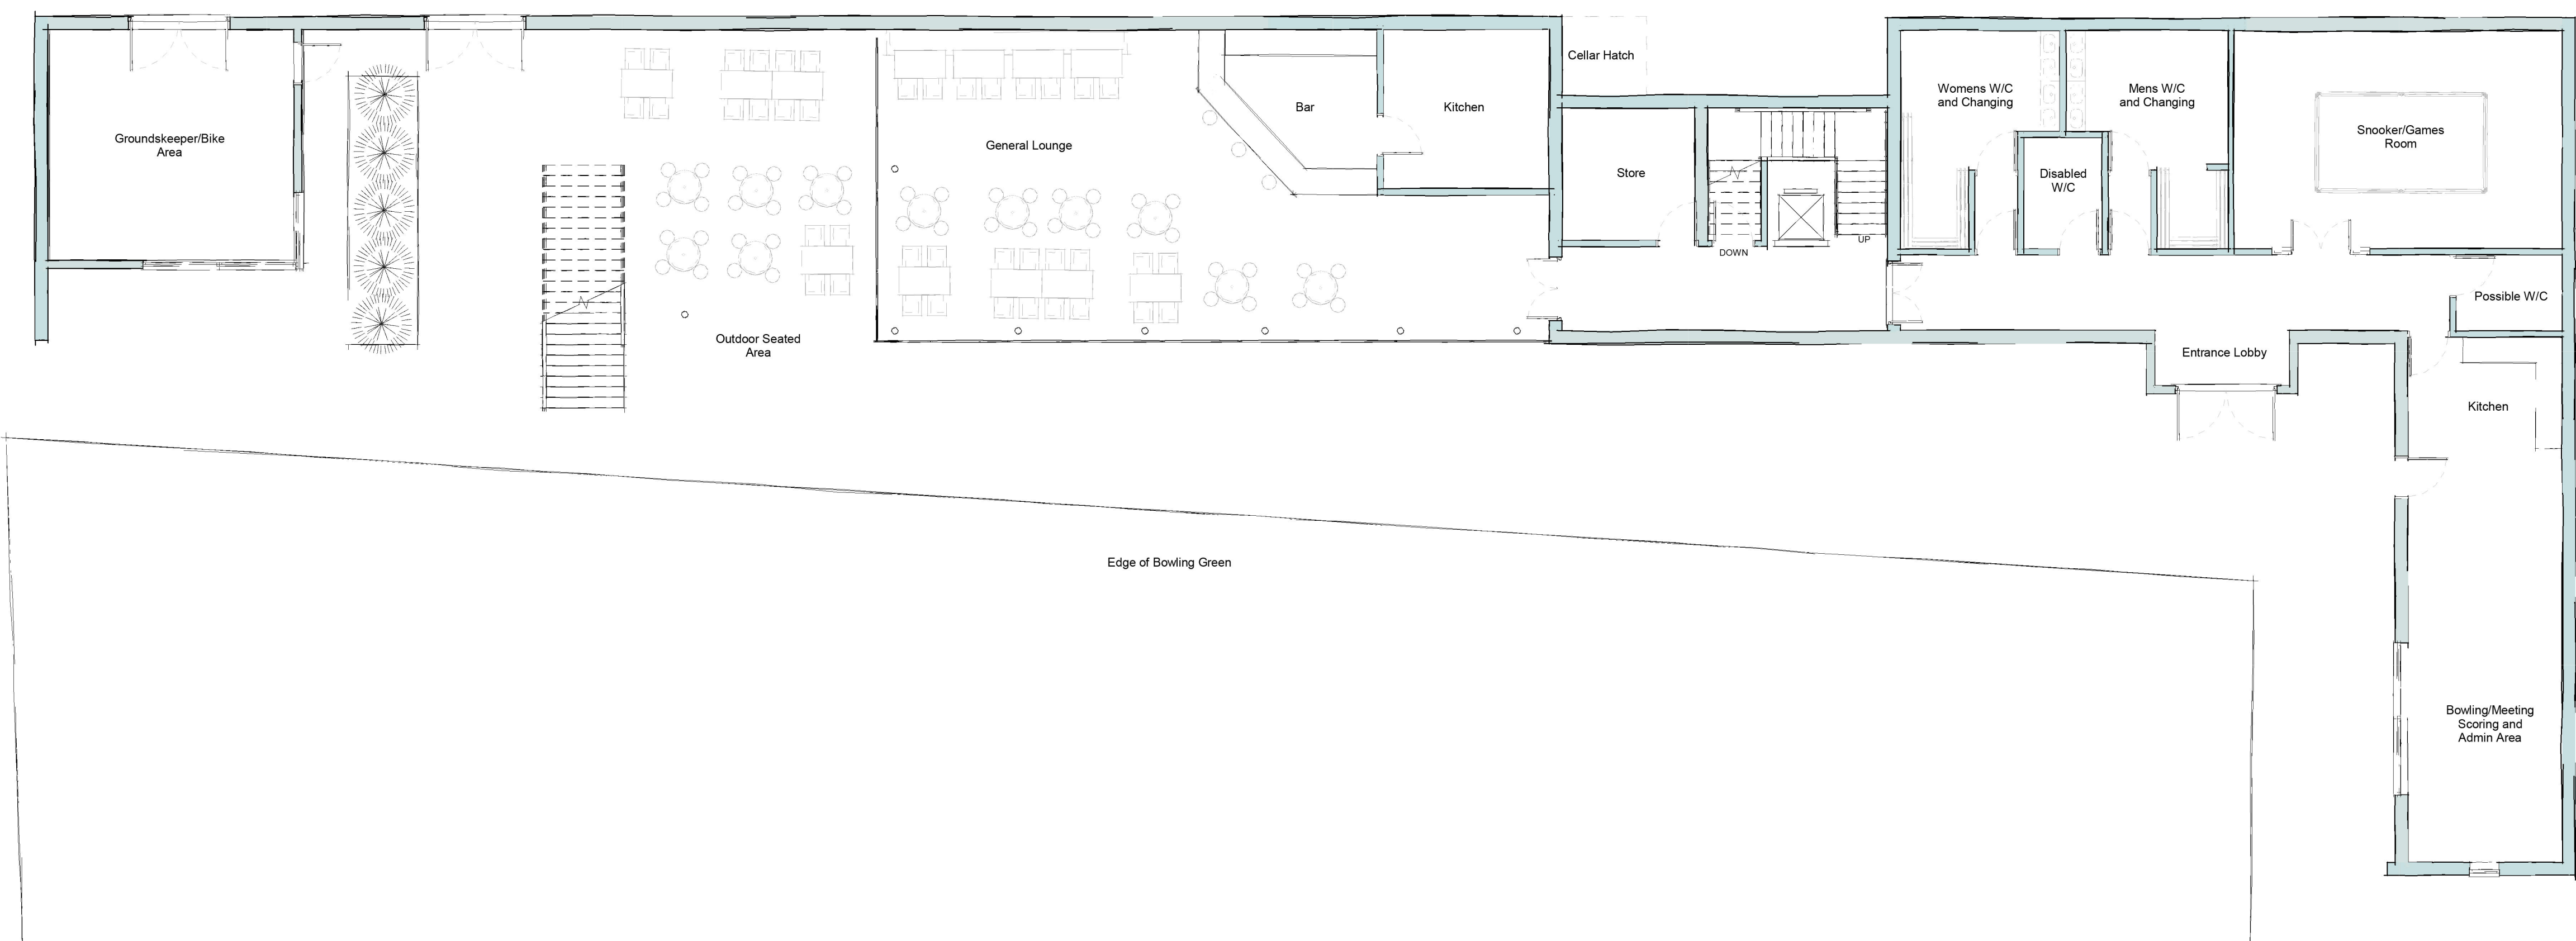 Cellar Hatch
Groundskeeper/Bike
Area
General Lounge
Bar
Kitchen
Store
DOWN
UP
Womens W/C
and Changing
Mens W/C
and Changing
Disabled
W/C
Snooker/Games
Room
Possible W/C
Outdoor Seated
Area
Entrance Lobby
Kitchen
Edge of Bowling Green
Bowling/Meeting
Scoring and
Admin Area